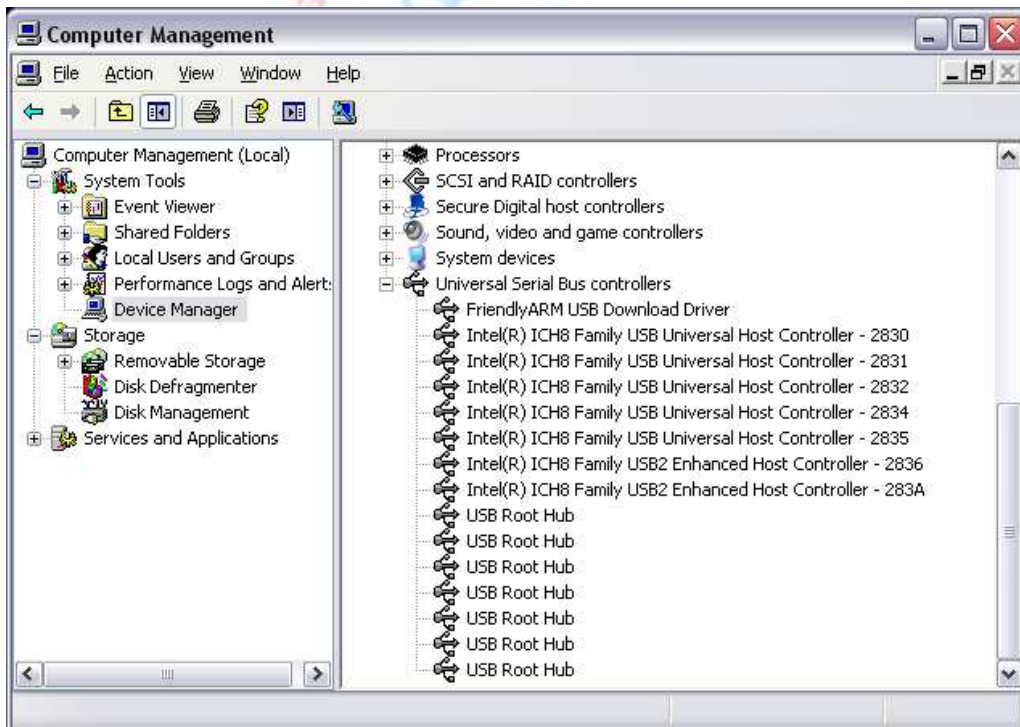 Computer Management
File Action View Window Help
Computer Management (Local)
System Tools
Event Viewer
Shared Folders
Local Users and Groups
Performance Logs and Alert:
Device Manager
Storage
Removable Storage
Disk Defragmenter
Disk Management
Services and Applications
Processors
SCSI and RAID controllers
Secure Digital host controllers
Sound, video and game controllers
System devices
Universal Serial Bus controllers
FriendlyARM USB Download Driver
Intel(R) ICH8 Family USB Universal Host Controller - 2830
Intel(R) ICH8 Family USB Universal Host Controller - 2831
Intel(R) ICH8 Family USB Universal Host Controller - 2832
Intel(R) ICH8 Family USB Universal Host Controller - 2834
Intel(R) ICH8 Family USB Universal Host Controller - 2835
Intel(R) ICH8 Family USB2 Enhanced Host Controller - 2836
Intel(R) ICH8 Family USB2 Enhanced Host Controller - 283A
USB Root Hub
USB Root Hub
USB Root Hub
USB Root Hub
USB Root Hub
USB Root Hub
USB Root Hub